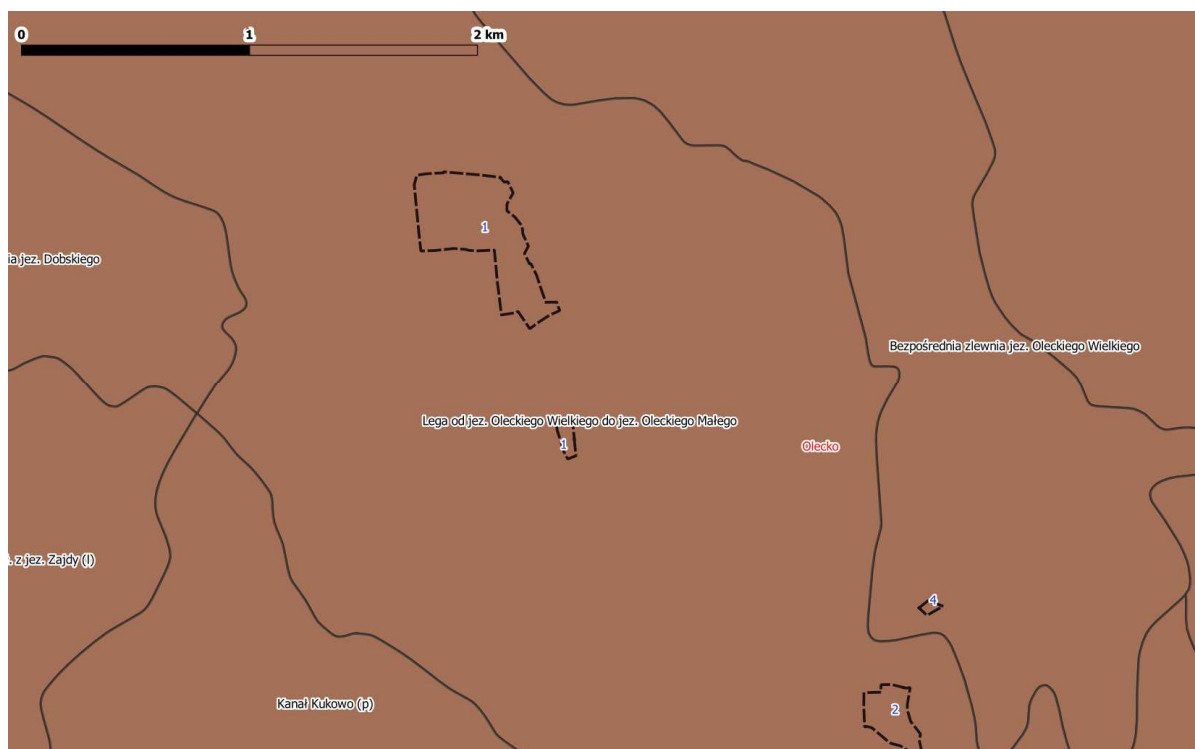 0 1 2 km
1
ia jez. Dobskiego
Bezpośrednia zlewnia jez. Oleckiego Wielkiego
Lega od jez. Oleckiego Wielkiego do jez. Oleckiego Małego
1
Olecko
. z jez. Zajdy (l)
4
Kanał Kukowo (p)
2